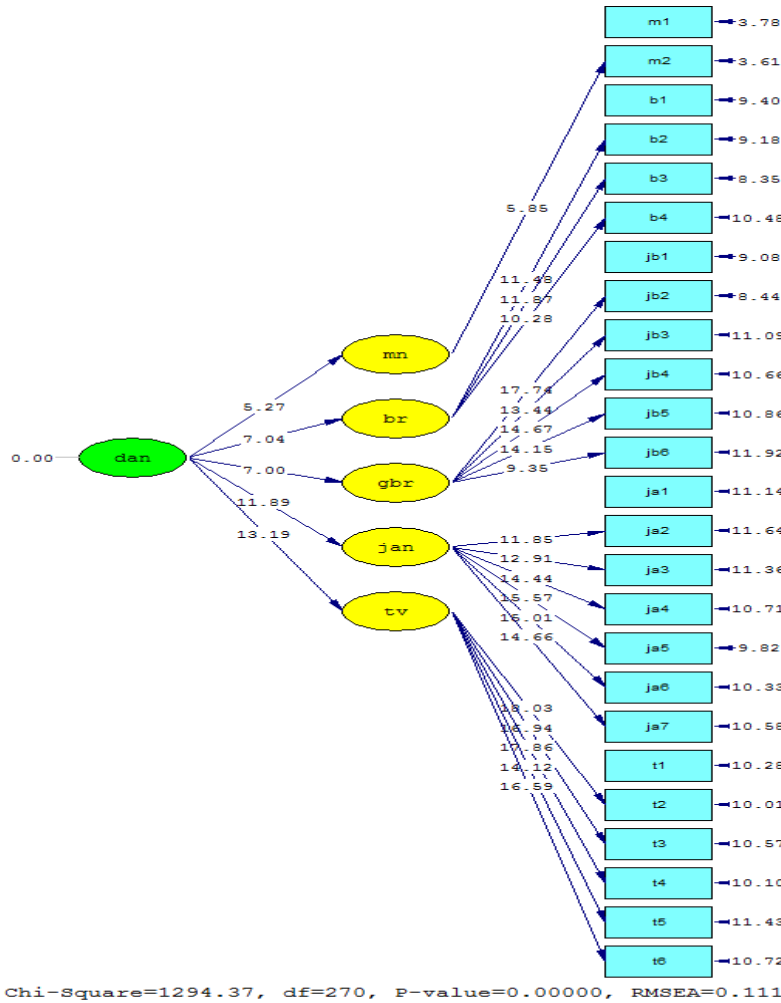 m1 3.78
m2 3.61
b1 9.40
b2 9.18
b3 8.35
b4 10.48
jb1 9.08
jb2 8.44
jb3 11.09
jb4 10.66
jb5 10.86
jb6 11.92
ja1 11.14
ja2 11.64
ja3 11.36
ja4 10.71
ja5 9.82
ja6 10.33
ja7 10.58
t1 10.28
t2 10.01
t3 10.57
t4 10.10
t5 11.43
t6 10.72
5.85
11.48
11.87
10.28
17.74
13.44
14.67
14.15
9.35
11.85
12.91
14.44
15.57
14.66
16.94
17.86
14.12
16.59
mn
br
gbr
jan
tv
5.27
7.04
7.00
11.89
13.19
0.00 dan
Chi-Square=1294.37, df=270, P-value=0.00000, RMSEA=0.111